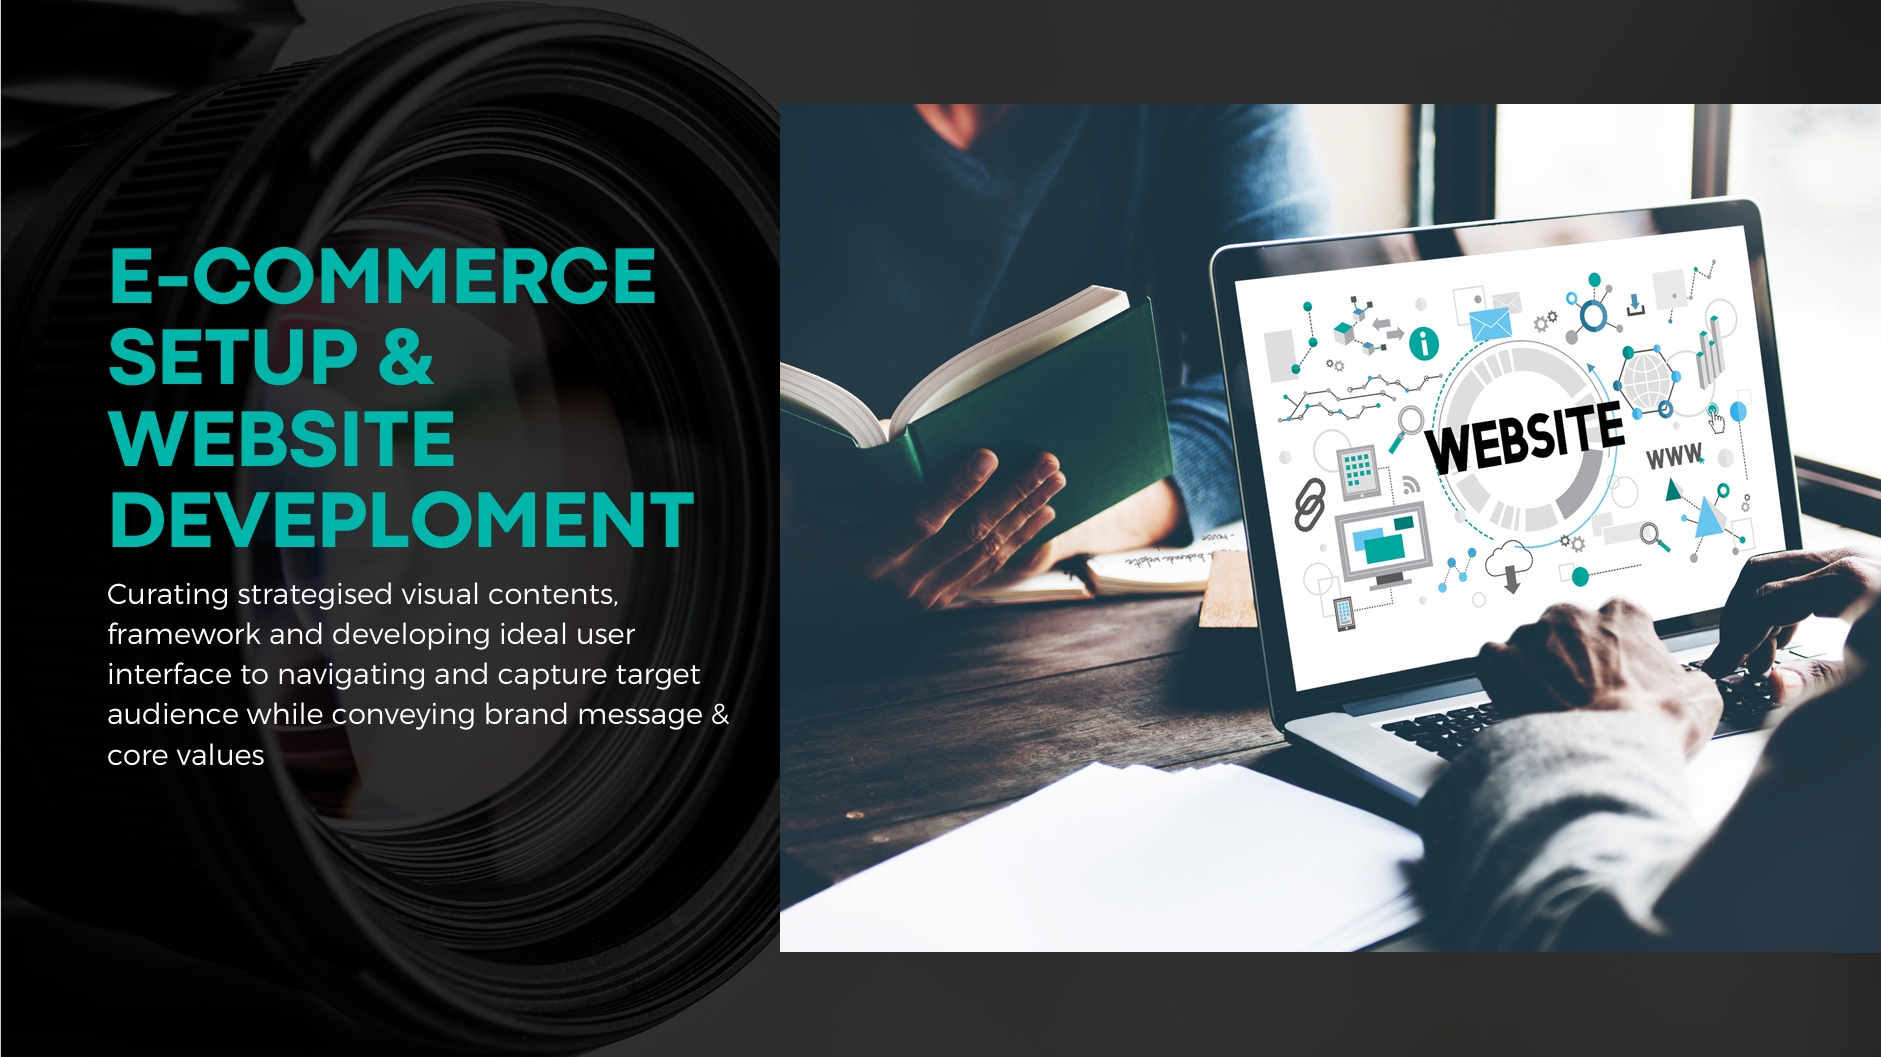 E-COMMERCE
SETUP &
WEBSITE
DEVEPLOMENT
Curating strategised visual contents,
framework and developing ideal user
interface to navigating and capture target
audience while conveying brand message &
core values
WEBSITE
WWW